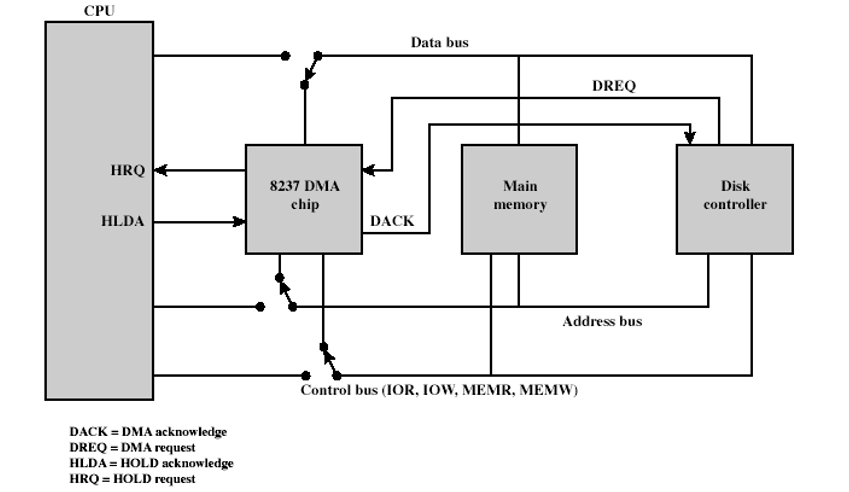 CPU
Data bus
DREQ
HRQ
8237 DMA
chip
Main
memory
Disk
controller
HLDA
DACK
Address bus
Control bus (IOR, IOW, MEMR, MEMW)
DACK = DMA acknowledge
DREQ = DMA request
HLDA = HOLD acknowledge
HRQ = HOLD request